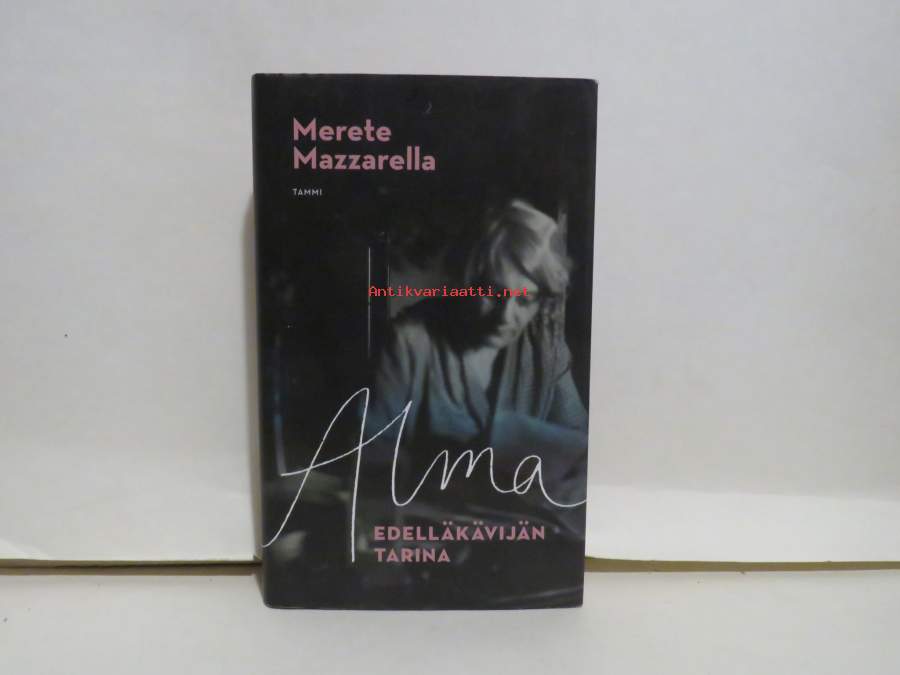 Merete
Mazzarella
TAMMI
Antikvariaatti.net
Alma
EDELLÄKÄVIJÄN
TARINA